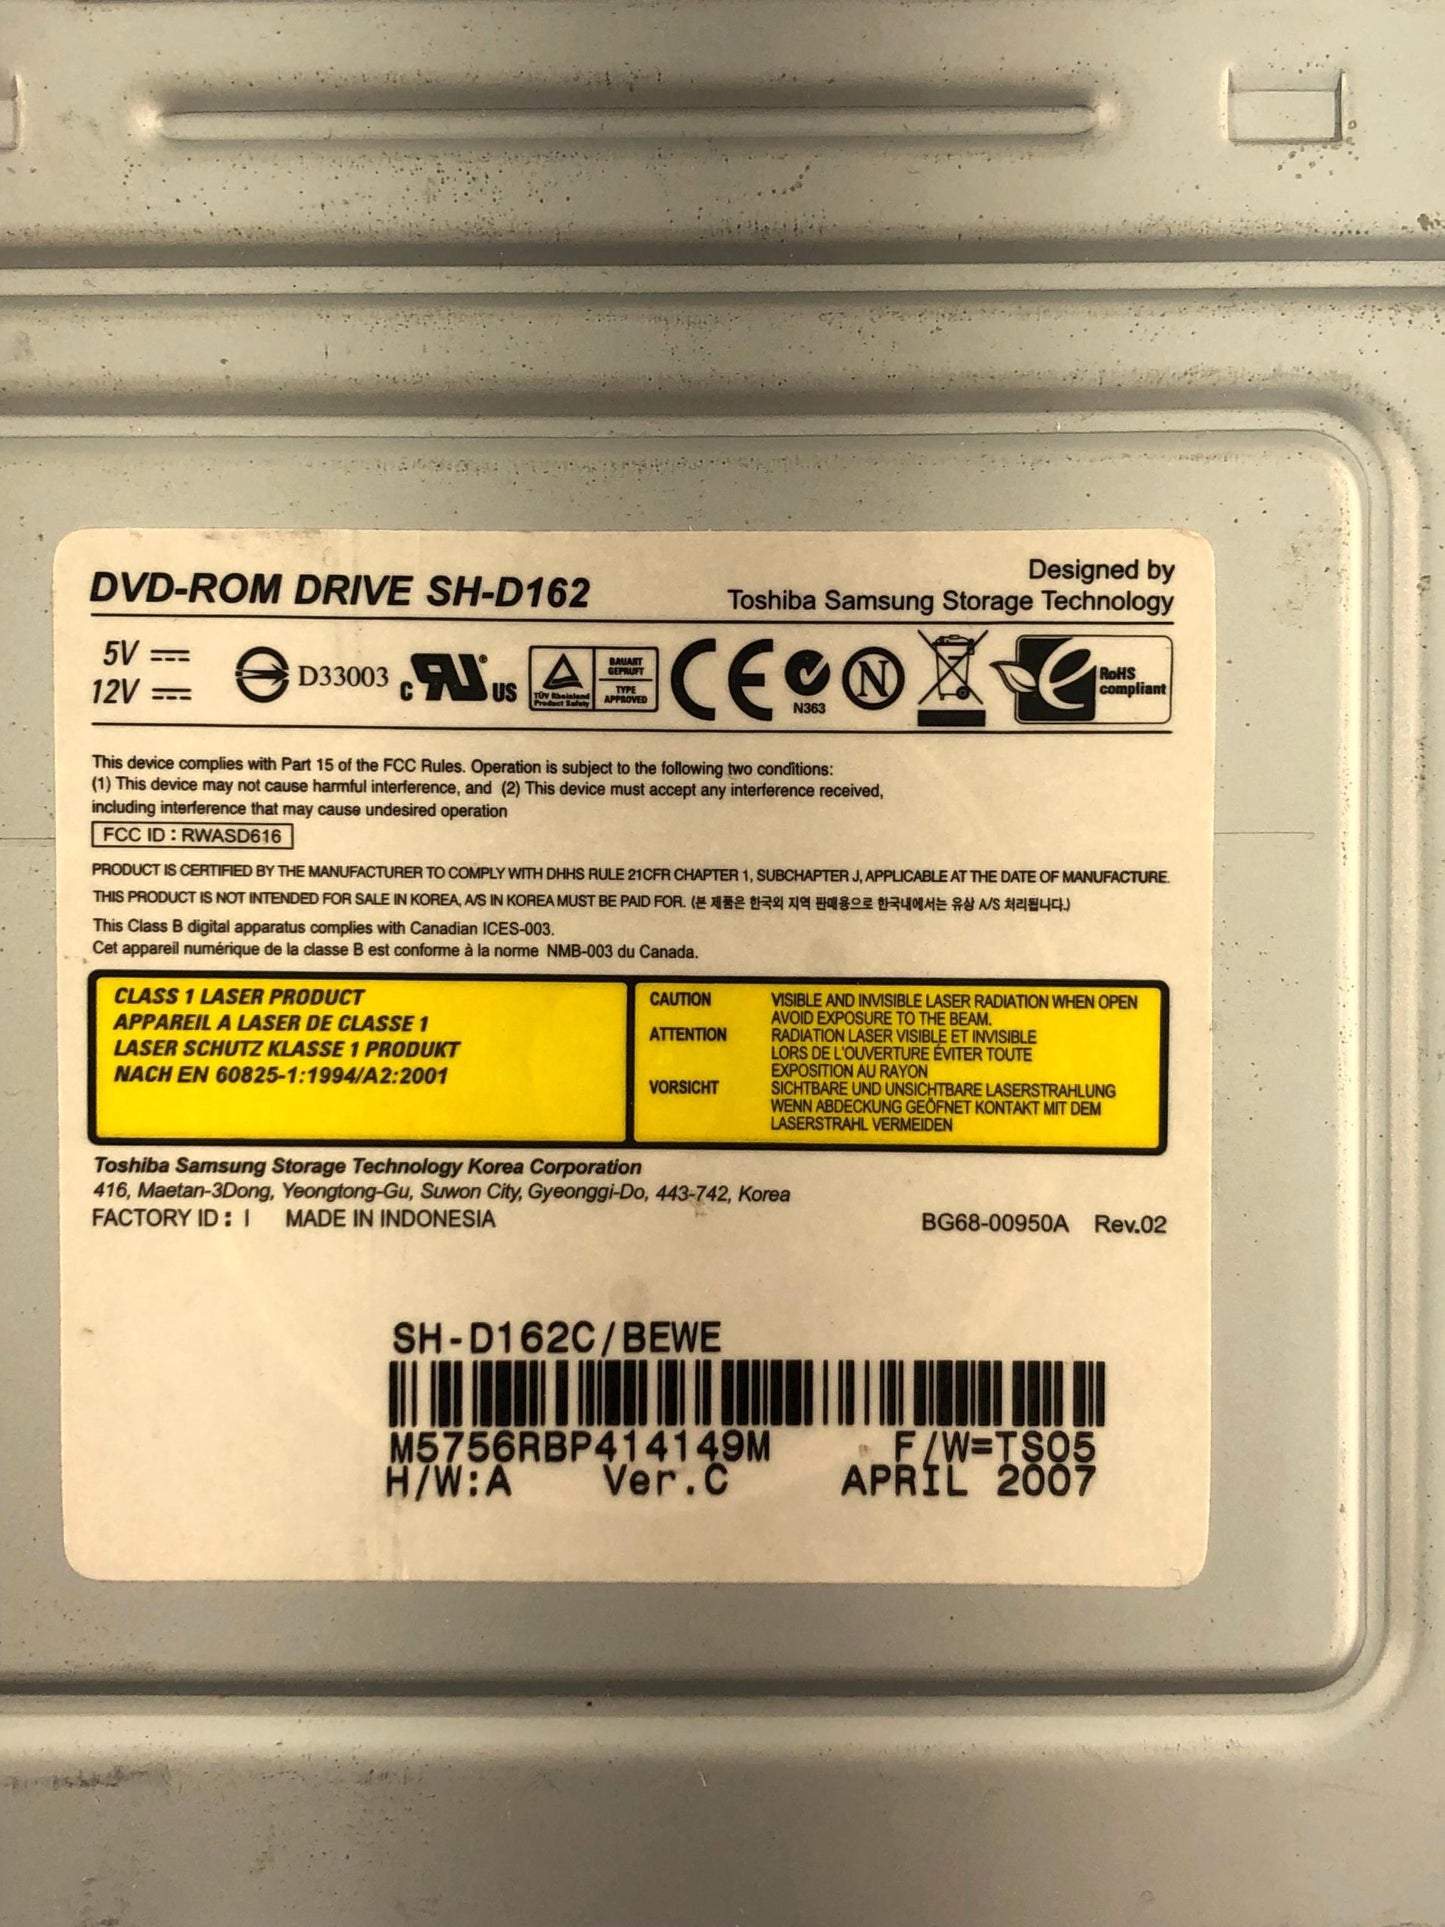 DVD-ROM DRIVE SH-D162
Designed by
Toshiba Samsung Storage Technology
5V
12V
D33003
C RU US
TÜV Rheinland
Product Safety
BAUART
GEPRÜFT
TYPE
APPROVED
CE
N363
N
e
RoHS
compliant
This device complies with Part 15 of the FCC Rules. Operation is subject to the following two conditions:
(1) This device may not cause harmful interference, and (2) This device must accept any interference received,
including interference that may cause undesired operation
FCC ID : RWASD616
PRODUCT IS CERTIFIED BY THE MANUFACTURER TO COMPLY WITH DHHS RULE 21CFR CHAPTER 1, SUBCHAPTER J, APPLICABLE AT THE DATE OF MANUFACTURE.
THIS PRODUCT IS NOT INTENDED FOR SALE IN KOREA, A/S IN KOREA MUST BE PAID FOR. (본 제품은 한국외 지역 판매용으로 한국내에서는 유상 A/S 처리됩니다.)
This Class B digital apparatus complies with Canadian ICES-003.
Cet appareil numérique de la classe B est conforme à la norme NMB-003 du Canada.
CLASS 1 LASER PRODUCT
APPAREIL A LASER DE CLASSE 1
LASER SCHUTZ KLASSE 1 PRODUKT
NACH EN 60825-1:1994/A2:2001
CAUTION VISIBLE AND INVISIBLE LASER RADIATION WHEN OPEN
AVOID EXPOSURE TO THE BEAM.
ATTENTION RADIATION LASER VISIBLE ET INVISIBLE
LORS DE L'OUVERTURE ÉVITER TOUTE
EXPOSITION AU RAYON
VORSICHT SICHTBARE UND UNSICHTBARE LASERSTRAHLUNG
WENN ABDECKUNG GEÖFNET KONTAKT MIT DEM
LASERSTRAHL VERMEIDEN
Toshiba Samsung Storage Technology Korea Corporation
416, Maetan-3Dong, Yeongtong-Gu, Suwon City, Gyeonggi-Do, 443-742, Korea
FACTORY ID : I MADE IN INDONESIA BG68-00950A Rev.02
SH-D162C/BEWE
M5756RBP414149M F/W=TS05
H/W:A Ver.C APRIL 2007